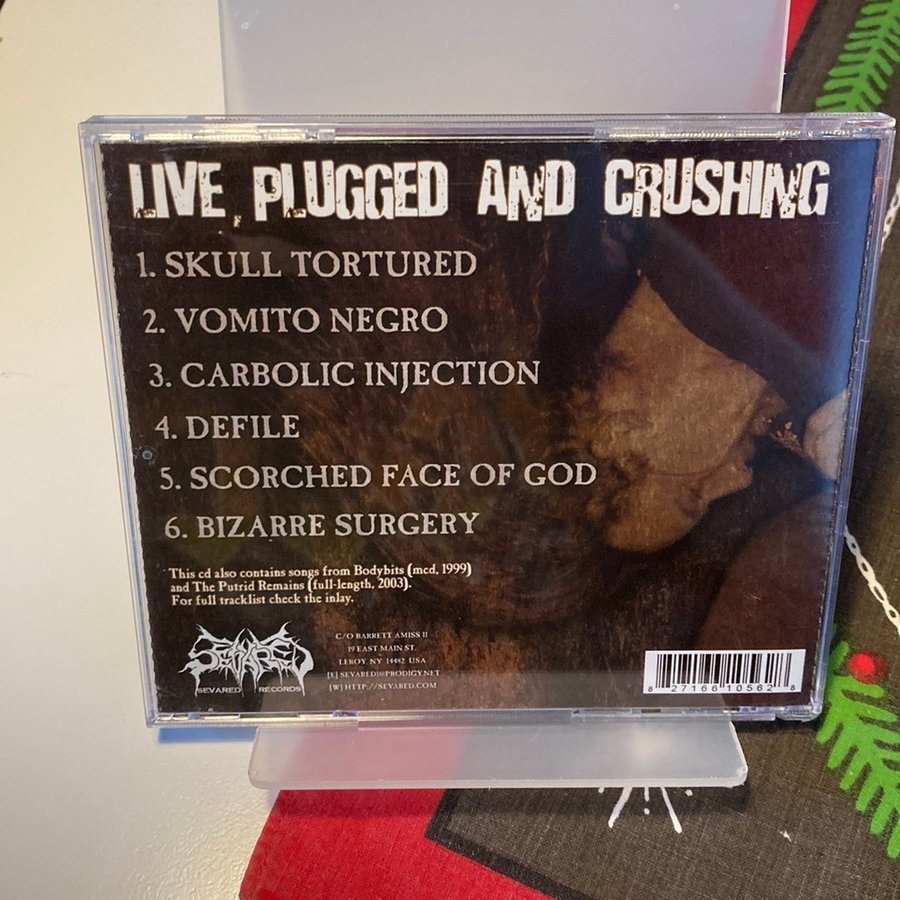 LIVE, PLUGGED AND CRUSHING
1. SKULL TORTURED
2. VOMITO NEGRO
3. CARBOLIC INJECTION
4. DEFILE
5. SCORCHED FACE OF GOD
6. BIZARRE SURGERY
This cd also contains songs from Bodybits (mcd, 1999)
and The Putrid Remains (full-length, 2003).
For full tracklist check the inlay.
SEVARED
SEVARED RECORDS
C/O BARRETT AMISS II
19 EAST MAIN ST.
LEROY, NY 14482 USA
[E] SEVARED1@PRODIGY.NET
[W] HTTP://SEVARED.COM
8 27166 10562 8